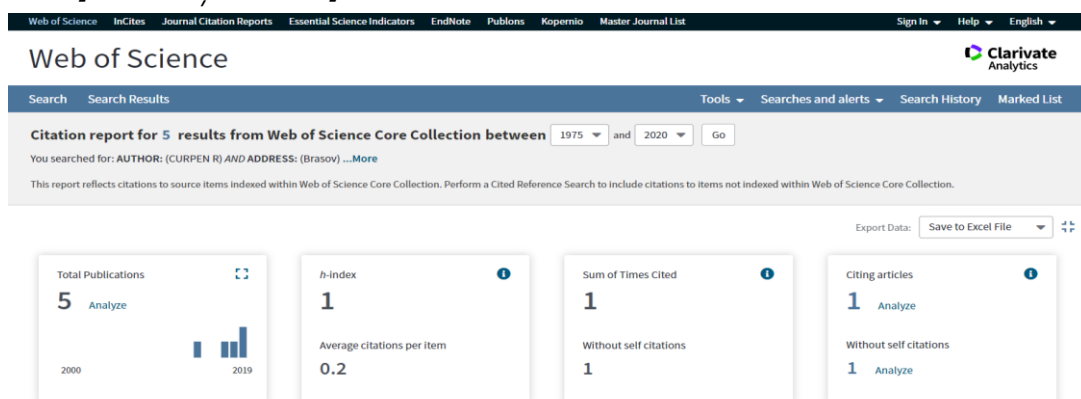 Web of Science InCites Journal Citation Reports Essential Science Indicators EndNote Publons Kopernio Master Journal List Sign In Help English
Web of Science
Clarivate
Analytics
Search Search Results Tools Searches and alerts Search History Marked List
Citation report for 5 results from Web of Science Core Collection between 1975 and 2020 Go
You searched for: AUTHOR: (CURPEN R) AND ADDRESS: (Brasov) ...More
This report reflects citations to source items indexed within Web of Science Core Collection. Perform a Cited Reference Search to include citations to items not indexed within Web of Science Core Collection.
Export Data: Save to Excel File
Total Publications
5 Analyze
2000 2019
h-index
1
Average citations per item
0.2
Sum of Times Cited
1
Without self citations
1
Citing articles
1 Analyze
Without self citations
1 Analyze